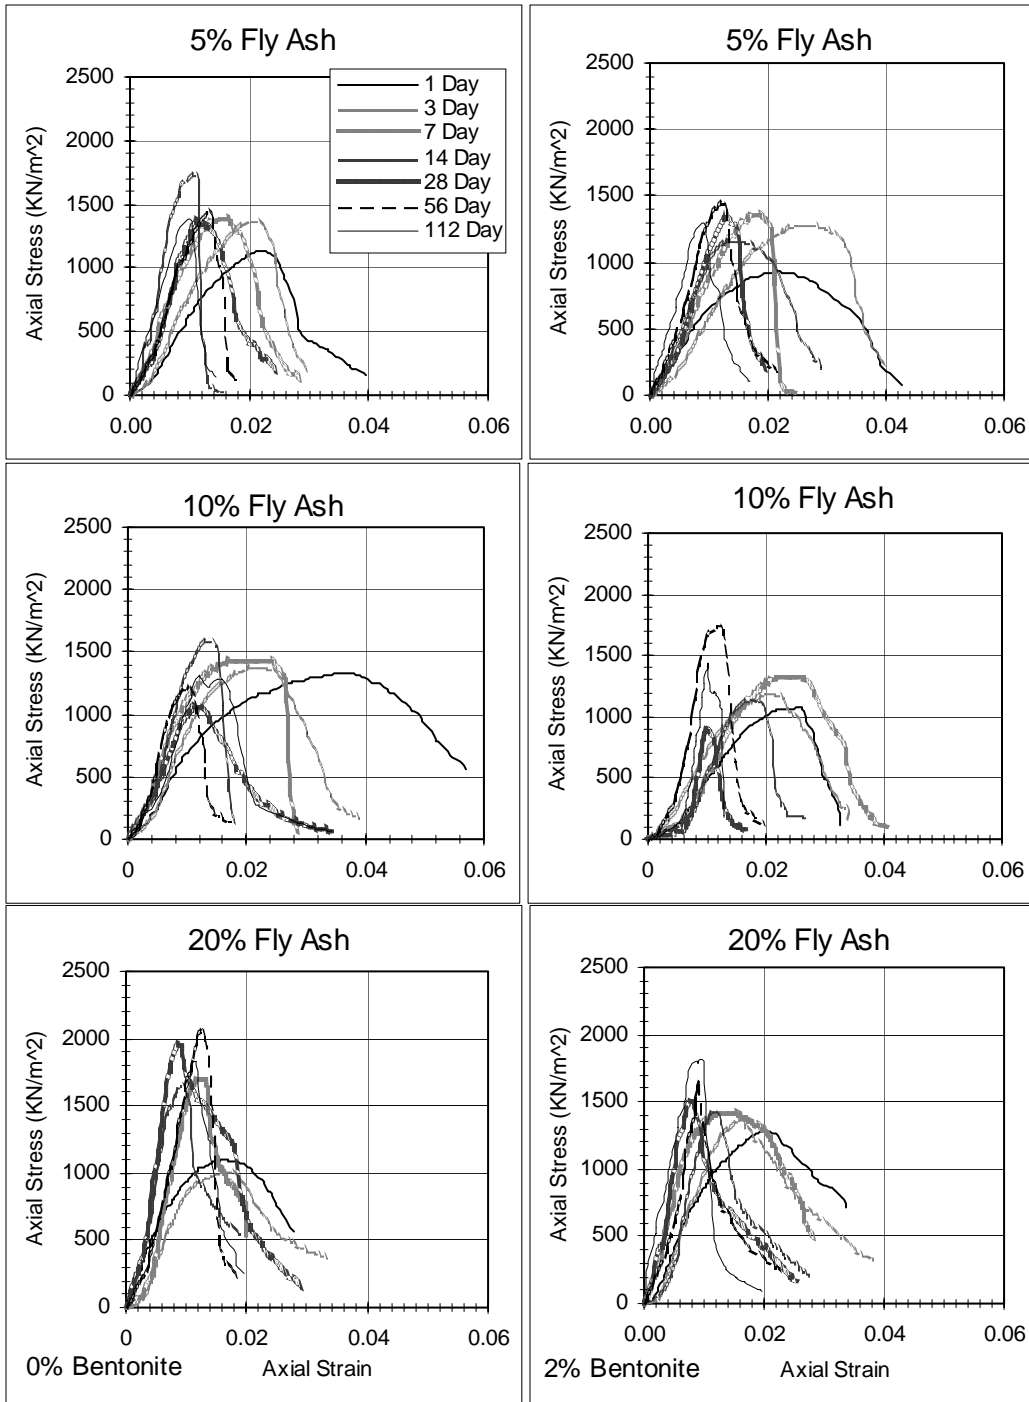 5% Fly Ash
Axial Stress (KN/m^2)
2500
2000
1500
1000
500
0
0.00 0.02 0.04 0.06
1 Day
3 Day
7 Day
14 Day
28 Day
56 Day
112 Day
5% Fly Ash
Axial Stress (KN/m^2)
2500
2000
1500
1000
500
0
0.00 0.02 0.04 0.06
10% Fly Ash
Axial Stress (KN/m^2)
2500
2000
1500
1000
500
0
0 0.02 0.04 0.06
10% Fly Ash
Axial Stress (KN/m^2)
2500
2000
1500
1000
500
0
0 0.02 0.04 0.06
20% Fly Ash
Axial Stress (KN/m^2)
2500
2000
1500
1000
500
0
0 0.02 0.04 0.06
0% Bentonite Axial Strain
20% Fly Ash
Axial Stress (KN/m^2)
2500
2000
1500
1000
500
0
0.00 0.02 0.04 0.06
2% Bentonite Axial Strain